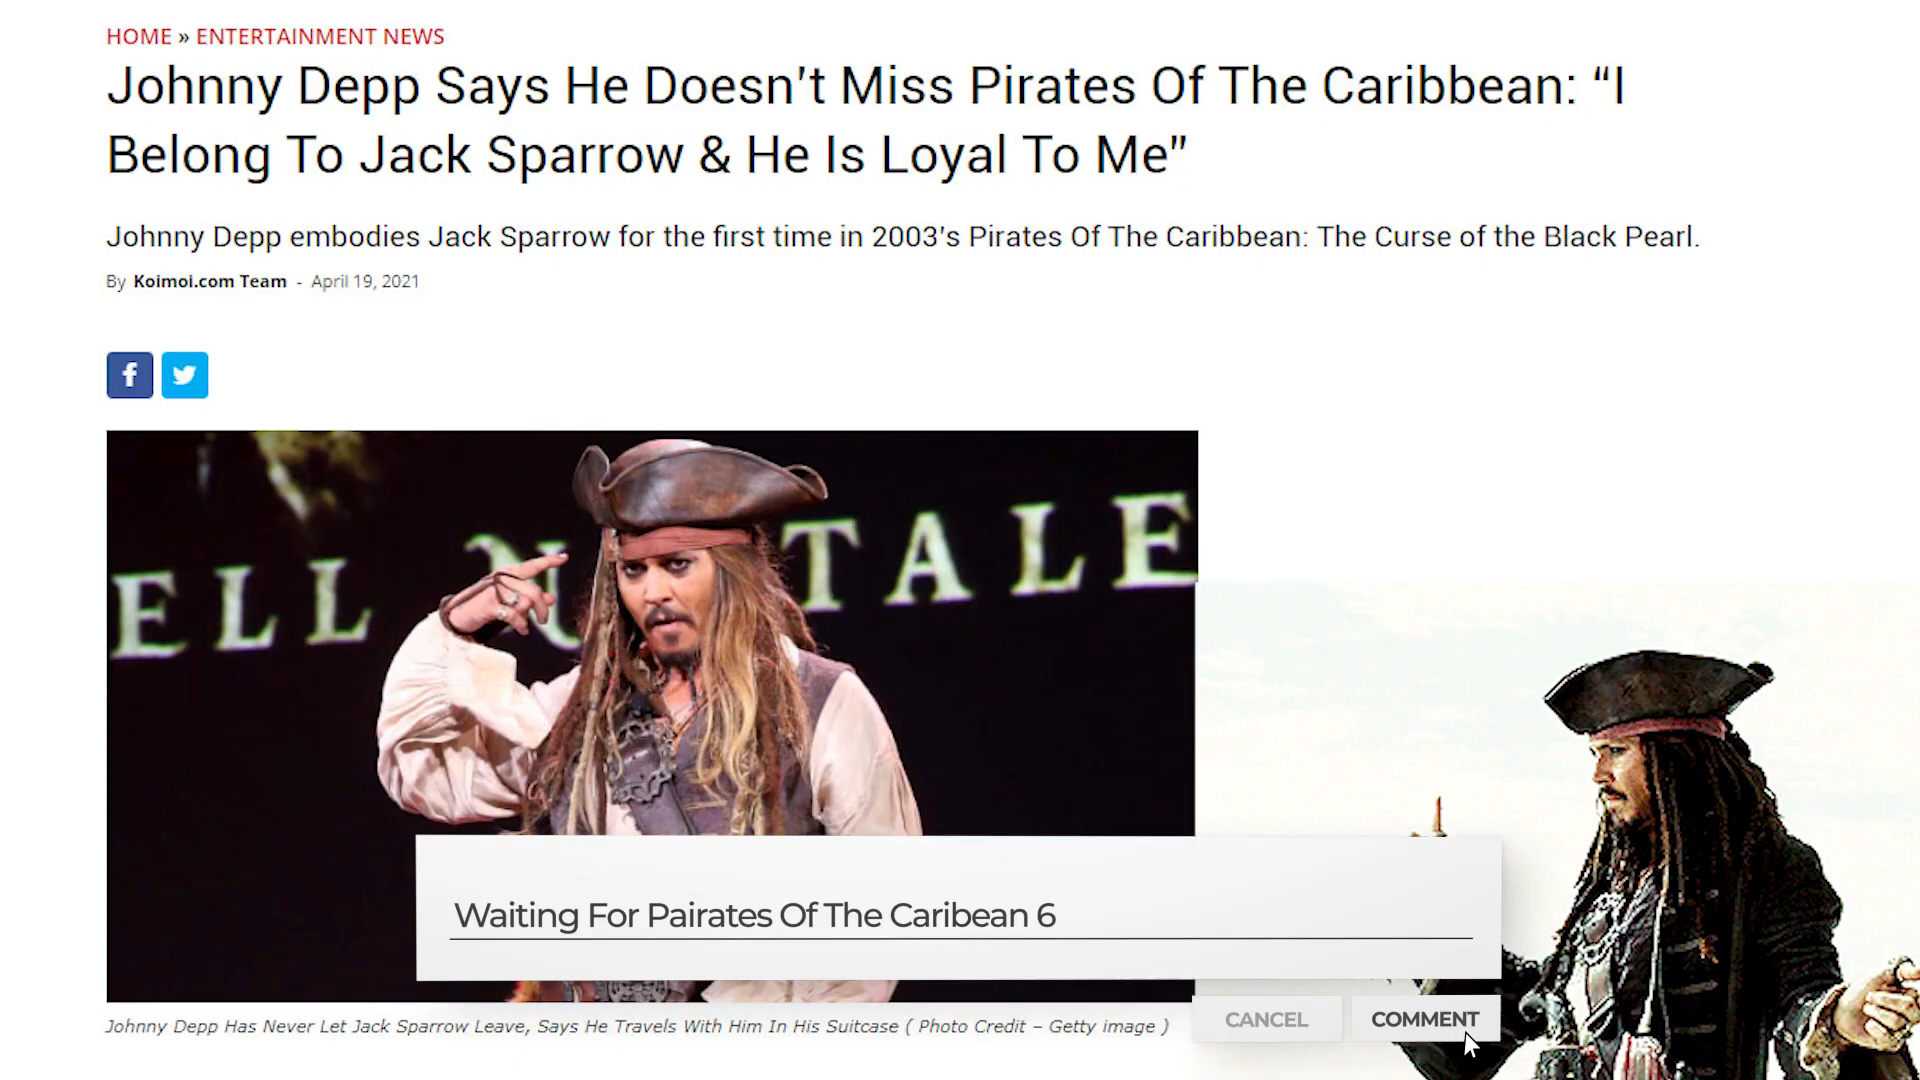 HOME » ENTERTAINMENT NEWS
Johnny Depp Says He Doesn't Miss Pirates Of The Caribbean: “I
Belong To Jack Sparrow & He Is Loyal To Me”
Johnny Depp embodies Jack Sparrow for the first time in 2003's Pirates Of The Caribbean: The Curse of the Black Pearl.
By Koimoi.com Team - April 19, 2021
f
ELL N TALE
Waiting For Pairates Of The Caribean 6
Johnny Depp Has Never Let Jack Sparrow Leave, Says He Travels With Him In His Suitcase ( Photo Credit – Getty image )
CANCEL COMMENT